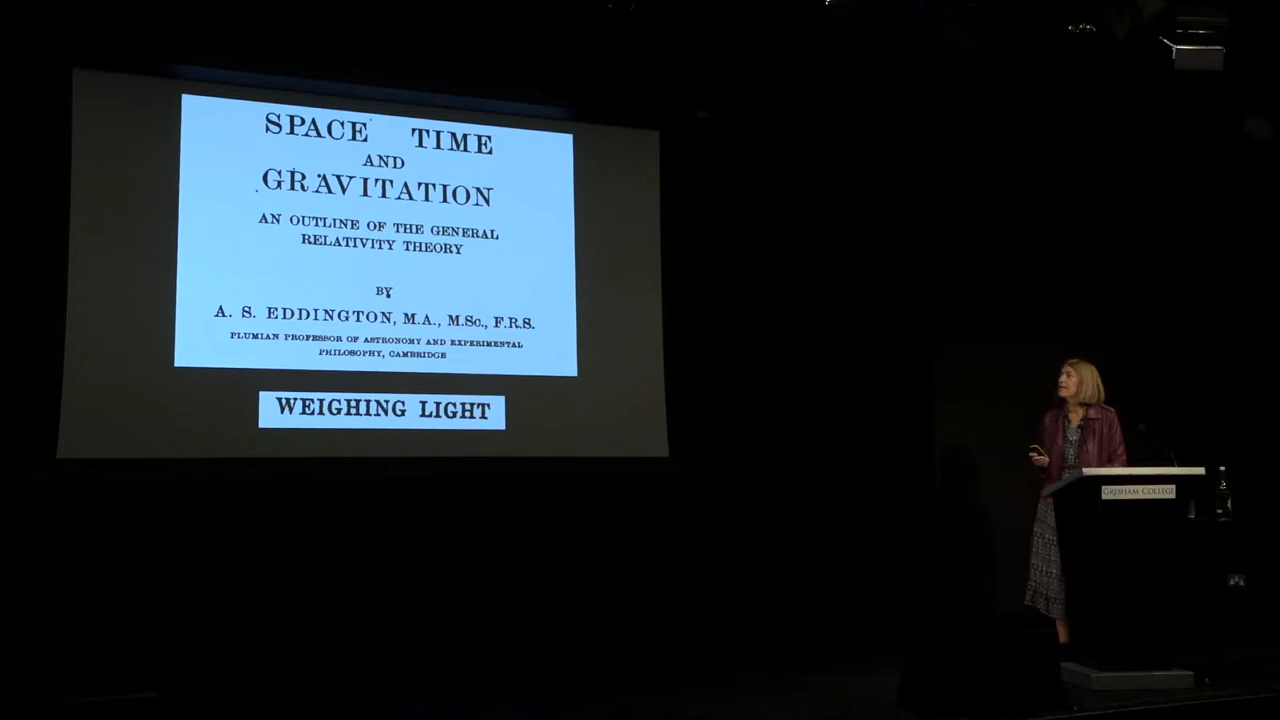 SPACE TIME
AND
GRAVITATION
AN OUTLINE OF THE GENERAL
RELATIVITY THEORY
BY
A. S. EDDINGTON, M.A., M.Sc., F.R.S.
PLUMIAN PROFESSOR OF ASTRONOMY AND EXPERIMENTAL
PHILOSOPHY, CAMBRIDGE
WEIGHING LIGHT
GRESHAM COLLEGE